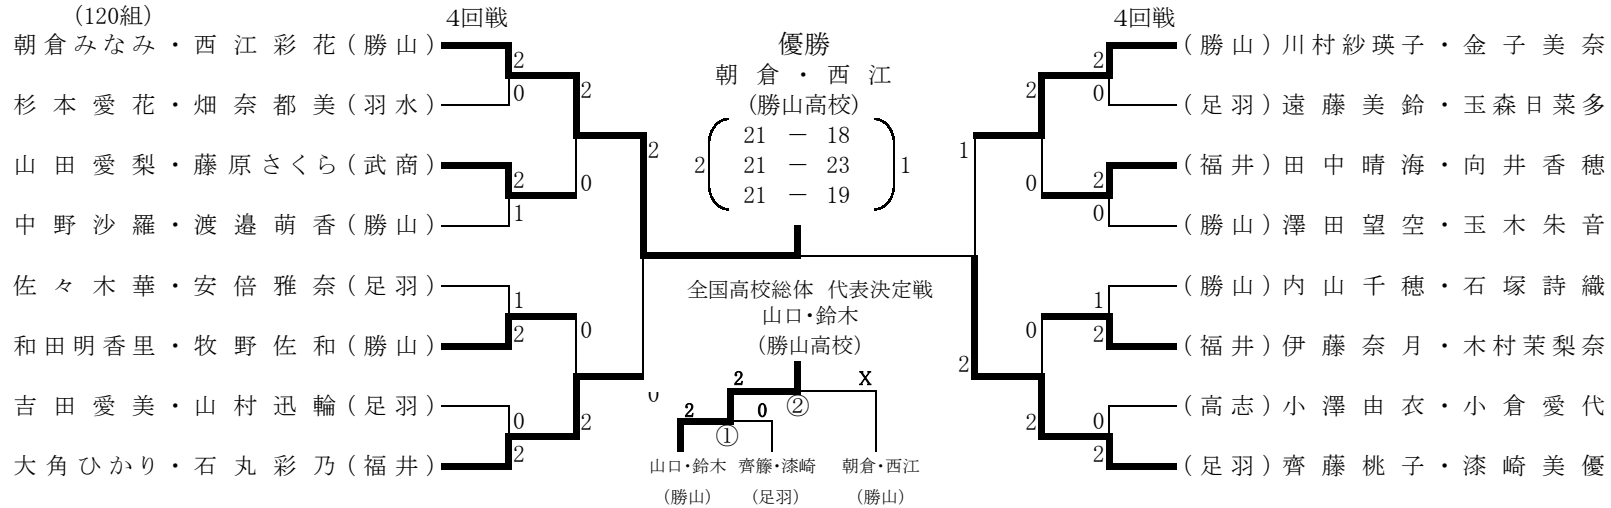 (120組)
4回戦
朝倉みなみ・西江彩花(勝山)
2
0
杉本愛花・畑奈都美(羽水)
2
山田愛梨・藤原さくら(武商)
2
1
中野沙羅・渡邉萌香(勝山)
0
2
佐々木華・安倍雅奈(足羽)
1
2
和田明香里・牧野佐和(勝山)
0
吉田愛美・山村迅輪(足羽)
0
2
大角ひかり・石丸彩乃(福井)
2
0
優勝
朝倉・西江
(勝山高校)
21 － 18
2 21 － 23 1
21 － 19
全国高校総体 代表決定戦
山口・鈴木
(勝山高校)
2 X
2 0 ②
①
山口・鈴木 齊籐・漆崎 朝倉・西江
(勝山) (足羽) (勝山)
4回戦
(勝山)川村紗瑛子・金子美奈
2
0
(足羽)遠藤美鈴・玉森日菜多
2
(福井)田中晴海・向井香穂
2
0
(勝山)澤田望空・玉木朱音
0
1
(勝山)内山千穂・石塚詩織
1
2
(福井)伊藤奈月・木村茉梨奈
0
(高志)小澤由衣・小倉愛代
0
2
(足羽)齊藤桃子・漆崎美優
2
2